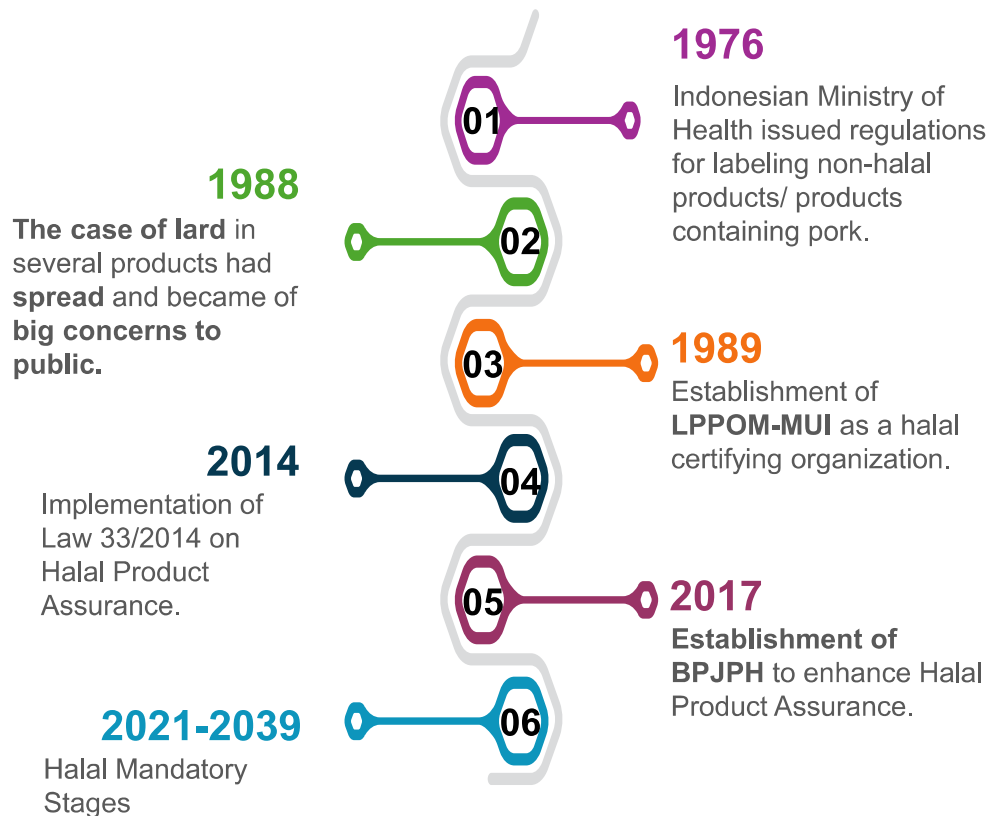 01
1976
Indonesian Ministry of
Health issued regulations
for labeling non-halal
products/ products
containing pork.
02
1988
The case of lard in
several products had
spread and became of
big concerns to
public.
03
1989
Establishment of
LPPOM-MUI as a halal
certifying organization.
04
2014
Implementation of
Law 33/2014 on
Halal Product
Assurance.
05
2017
Establishment of
BPJPH to enhance Halal
Product Assurance.
06
2021-2039
Halal Mandatory
Stages